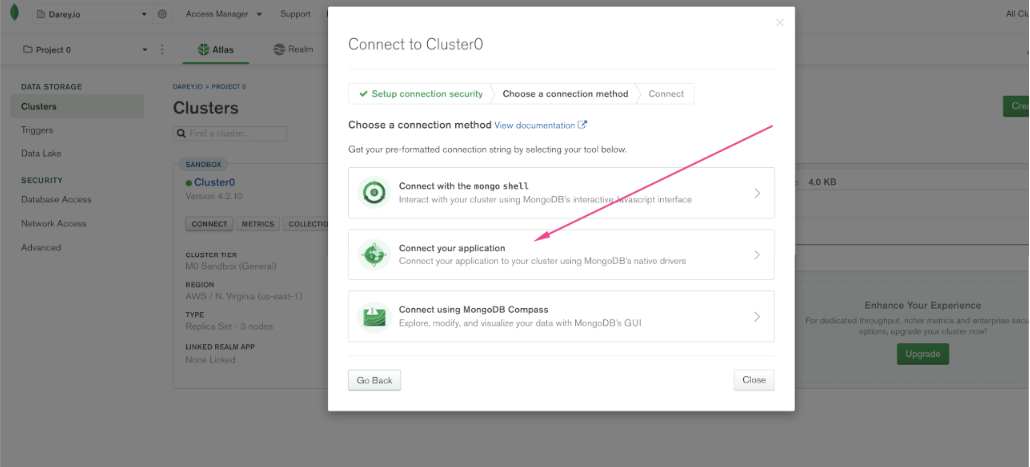 Darey.io
Access Manager
Support
All Clu
Project 0
Atlas
Realm
DATA STORAGE
Clusters
Triggers
Data Lake
SECURITY
Database Access
Network Access
Advanced
DAREY.IO > PROJECT 0
Clusters
Find a cluster...
SANDBOX
Cluster0
Version 4.2.10
CONNECT
METRICS
COLLECTIO
CLUSTER TIER
M0 Sandbox (General)
REGION
AWS / N. Virginia (us-east-1)
TYPE
Replica Set - 3 nodes
LINKED REALM APP
None Linked
Connect to Cluster0
Setup connection security
Choose a connection method
Connect
Choose a connection method View documentation
Get your pre-formatted connection string by selecting your tool below.
Connect with the mongo shell
Interact with your cluster using MongoDB's interactive Javascript interface
Connect your application
Connect your application to your cluster using MongoDB's native drivers
Connect using MongoDB Compass
Explore, modify, and visualize your data with MongoDB's GUI
Go Back
Close
Crea
4.0 KB
Enhance Your Experience
For dedicated throughput, richer metrics and enterprise secu
options, upgrade your cluster now!
Upgrade